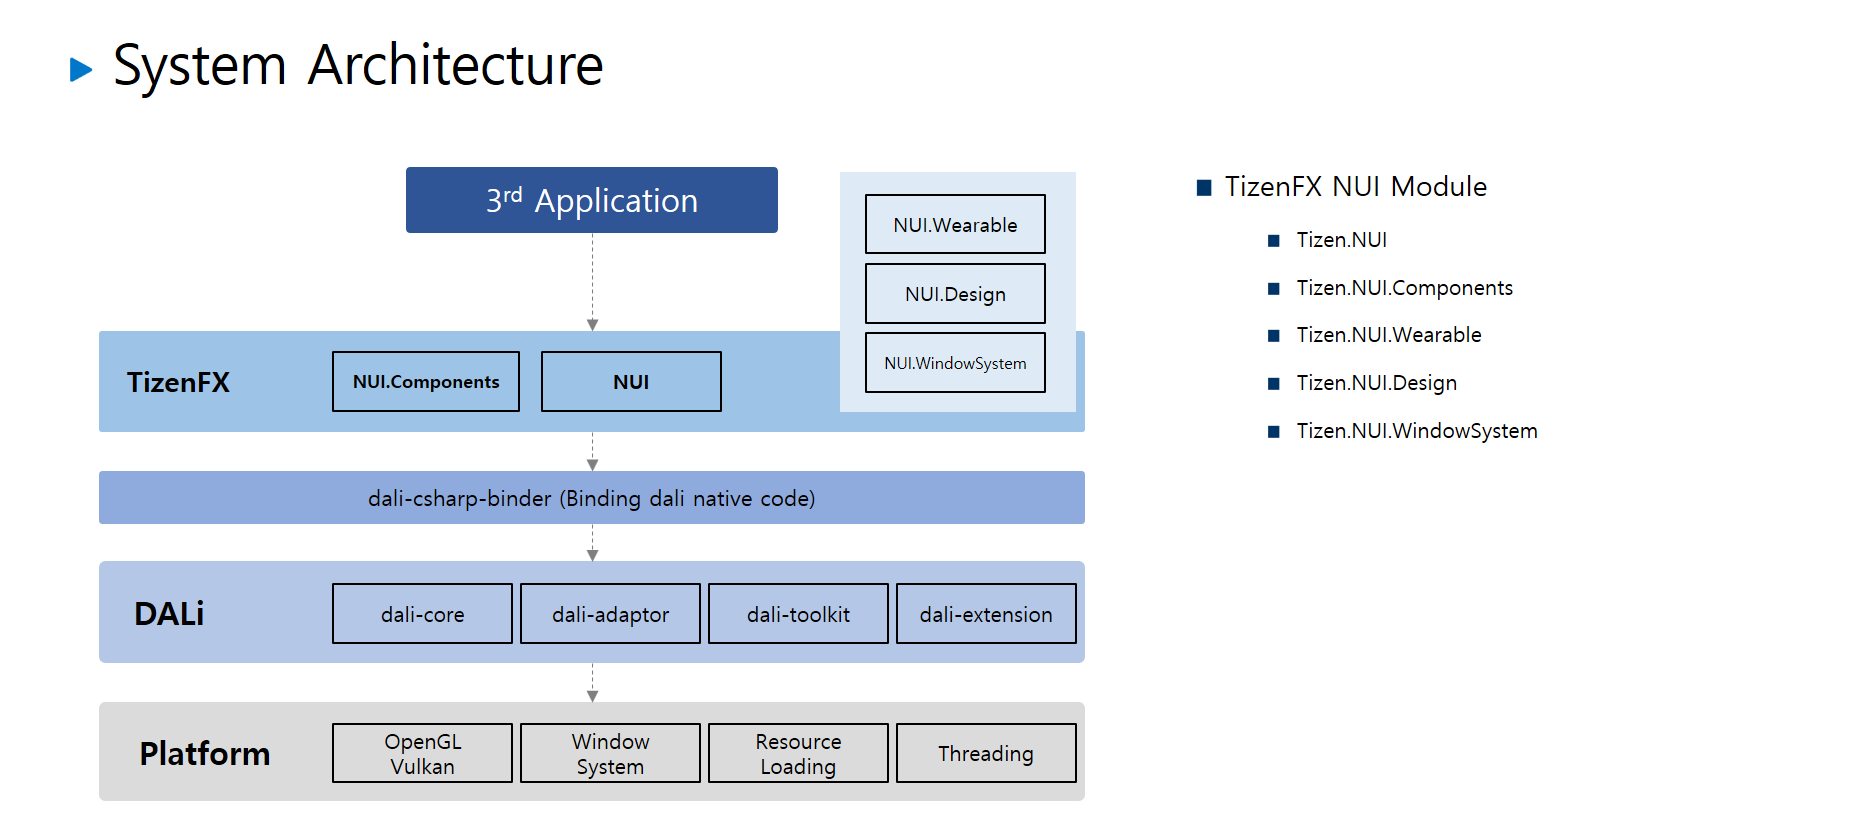 System Architecture
3rd Application
NUI.Wearable
NUI.Design
NUI.WindowSystem
TizenFX
NUI.Components
NUI
dali-csharp-binder (Binding dali native code)
DALi
dali-core
dali-adaptor
dali-toolkit
dali-extension
Platform
OpenGL
Vulkan
Window
System
Resource
Loading
Threading
TizenFX NUI Module
Tizen.NUI
Tizen.NUI.Components
Tizen.NUI.Wearable
Tizen.NUI.Design
Tizen.NUI.WindowSystem